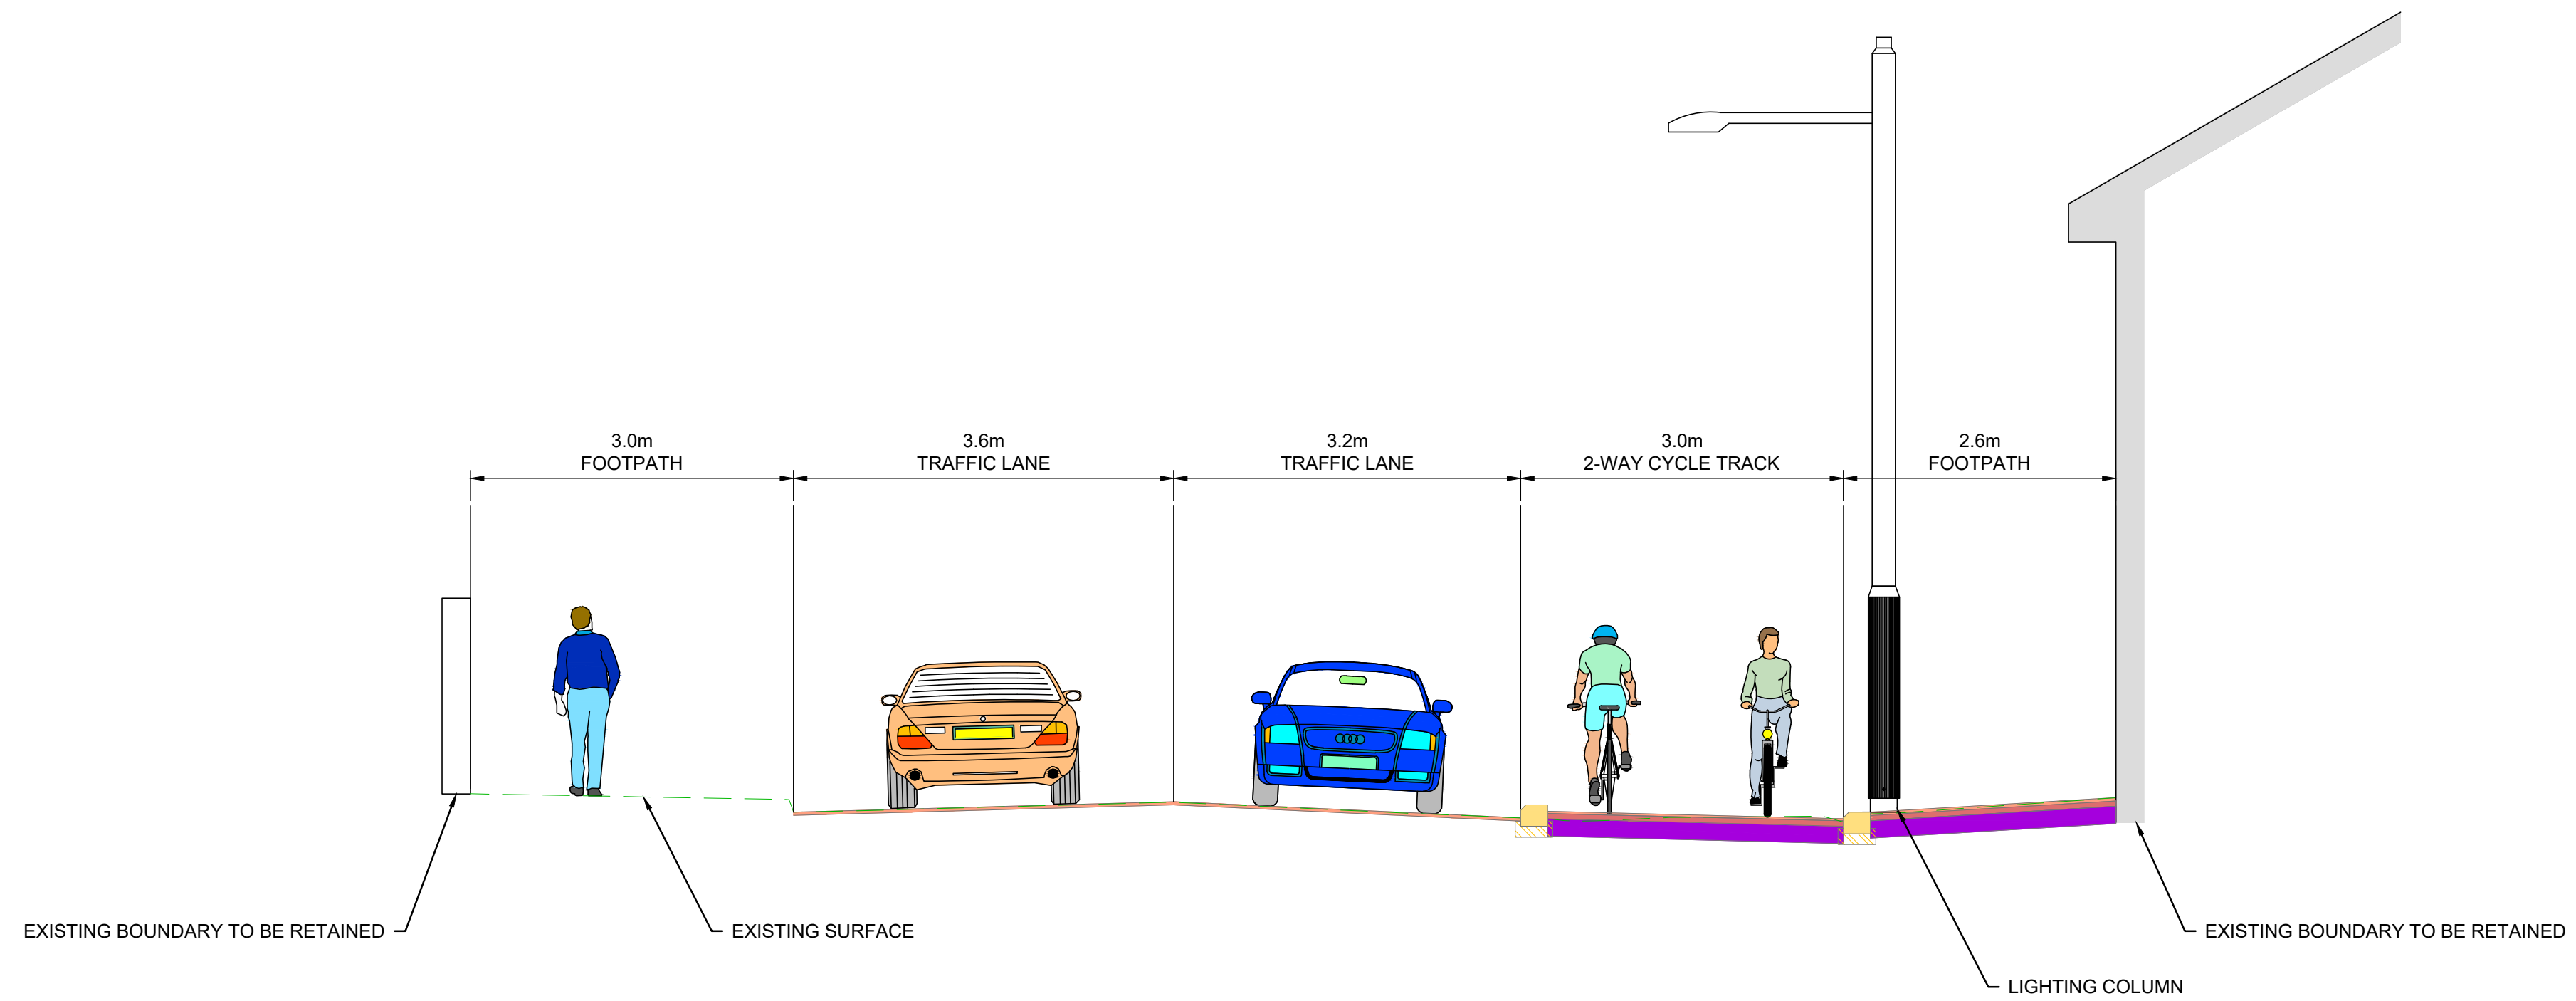 3.0m
FOOTPATH
3.6m
TRAFFIC LANE
3.2m
TRAFFIC LANE
3.0m
2-WAY CYCLE TRACK
2.6m
FOOTPATH
EXISTING BOUNDARY TO BE RETAINED
EXISTING SURFACE
EXISTING BOUNDARY TO BE RETAINED
LIGHTING COLUMN